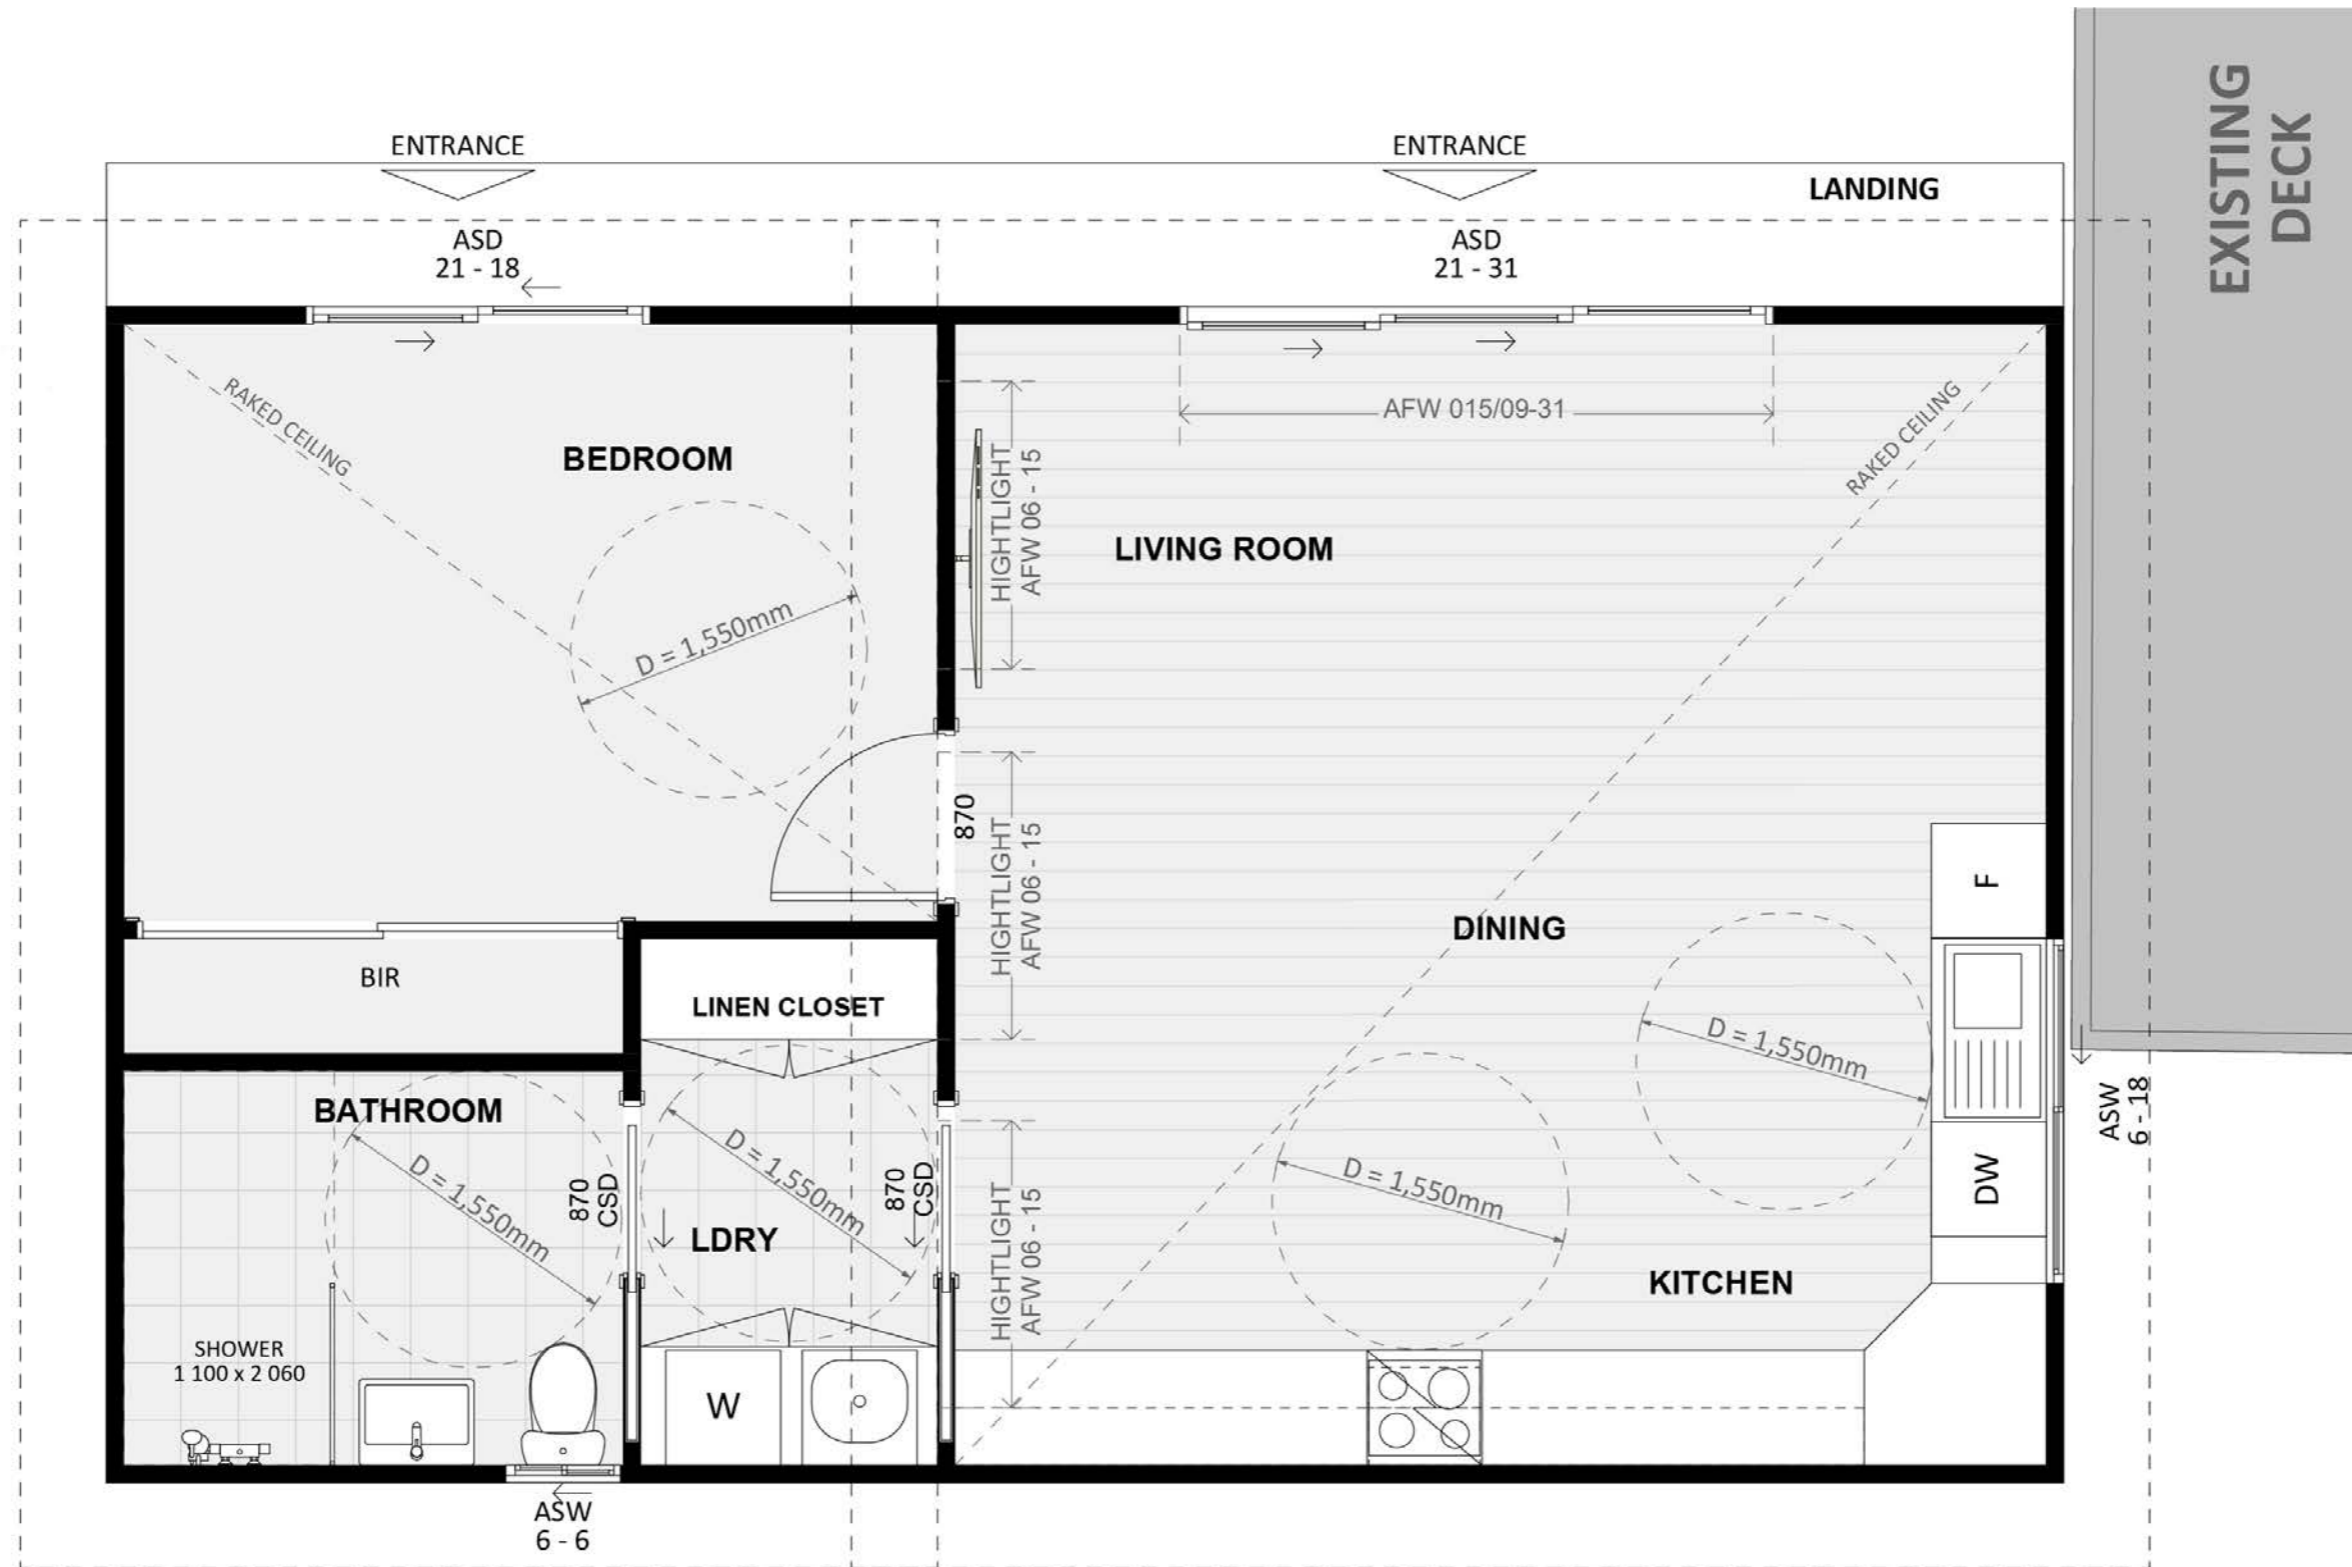 EXISTING
DECK
ENTRANCE
ENTRANCE
LANDING
ASD
21 - 18
ASD
21 - 31
RAKED CEILING
BEDROOM
D = 1,550mm
HIGHTLIGHT
AFW 06 - 15
AFW 015/09-31
RAKED CEILING
LIVING ROOM
870
HIGHTLIGHT
AFW 06 - 15
F
DINING
BIR
LINEN CLOSET
D = 1,550mm
BATHROOM
D = 1,550mm
870
CSD
D = 1,550mm
LDRY
870
CSD
HIGHTLIGHT
AFW 06 - 15
D = 1,550mm
DW
ASW
6 - 18
KITCHEN
SHOWER
1 100 x 2 060
W
ASW
6 - 6